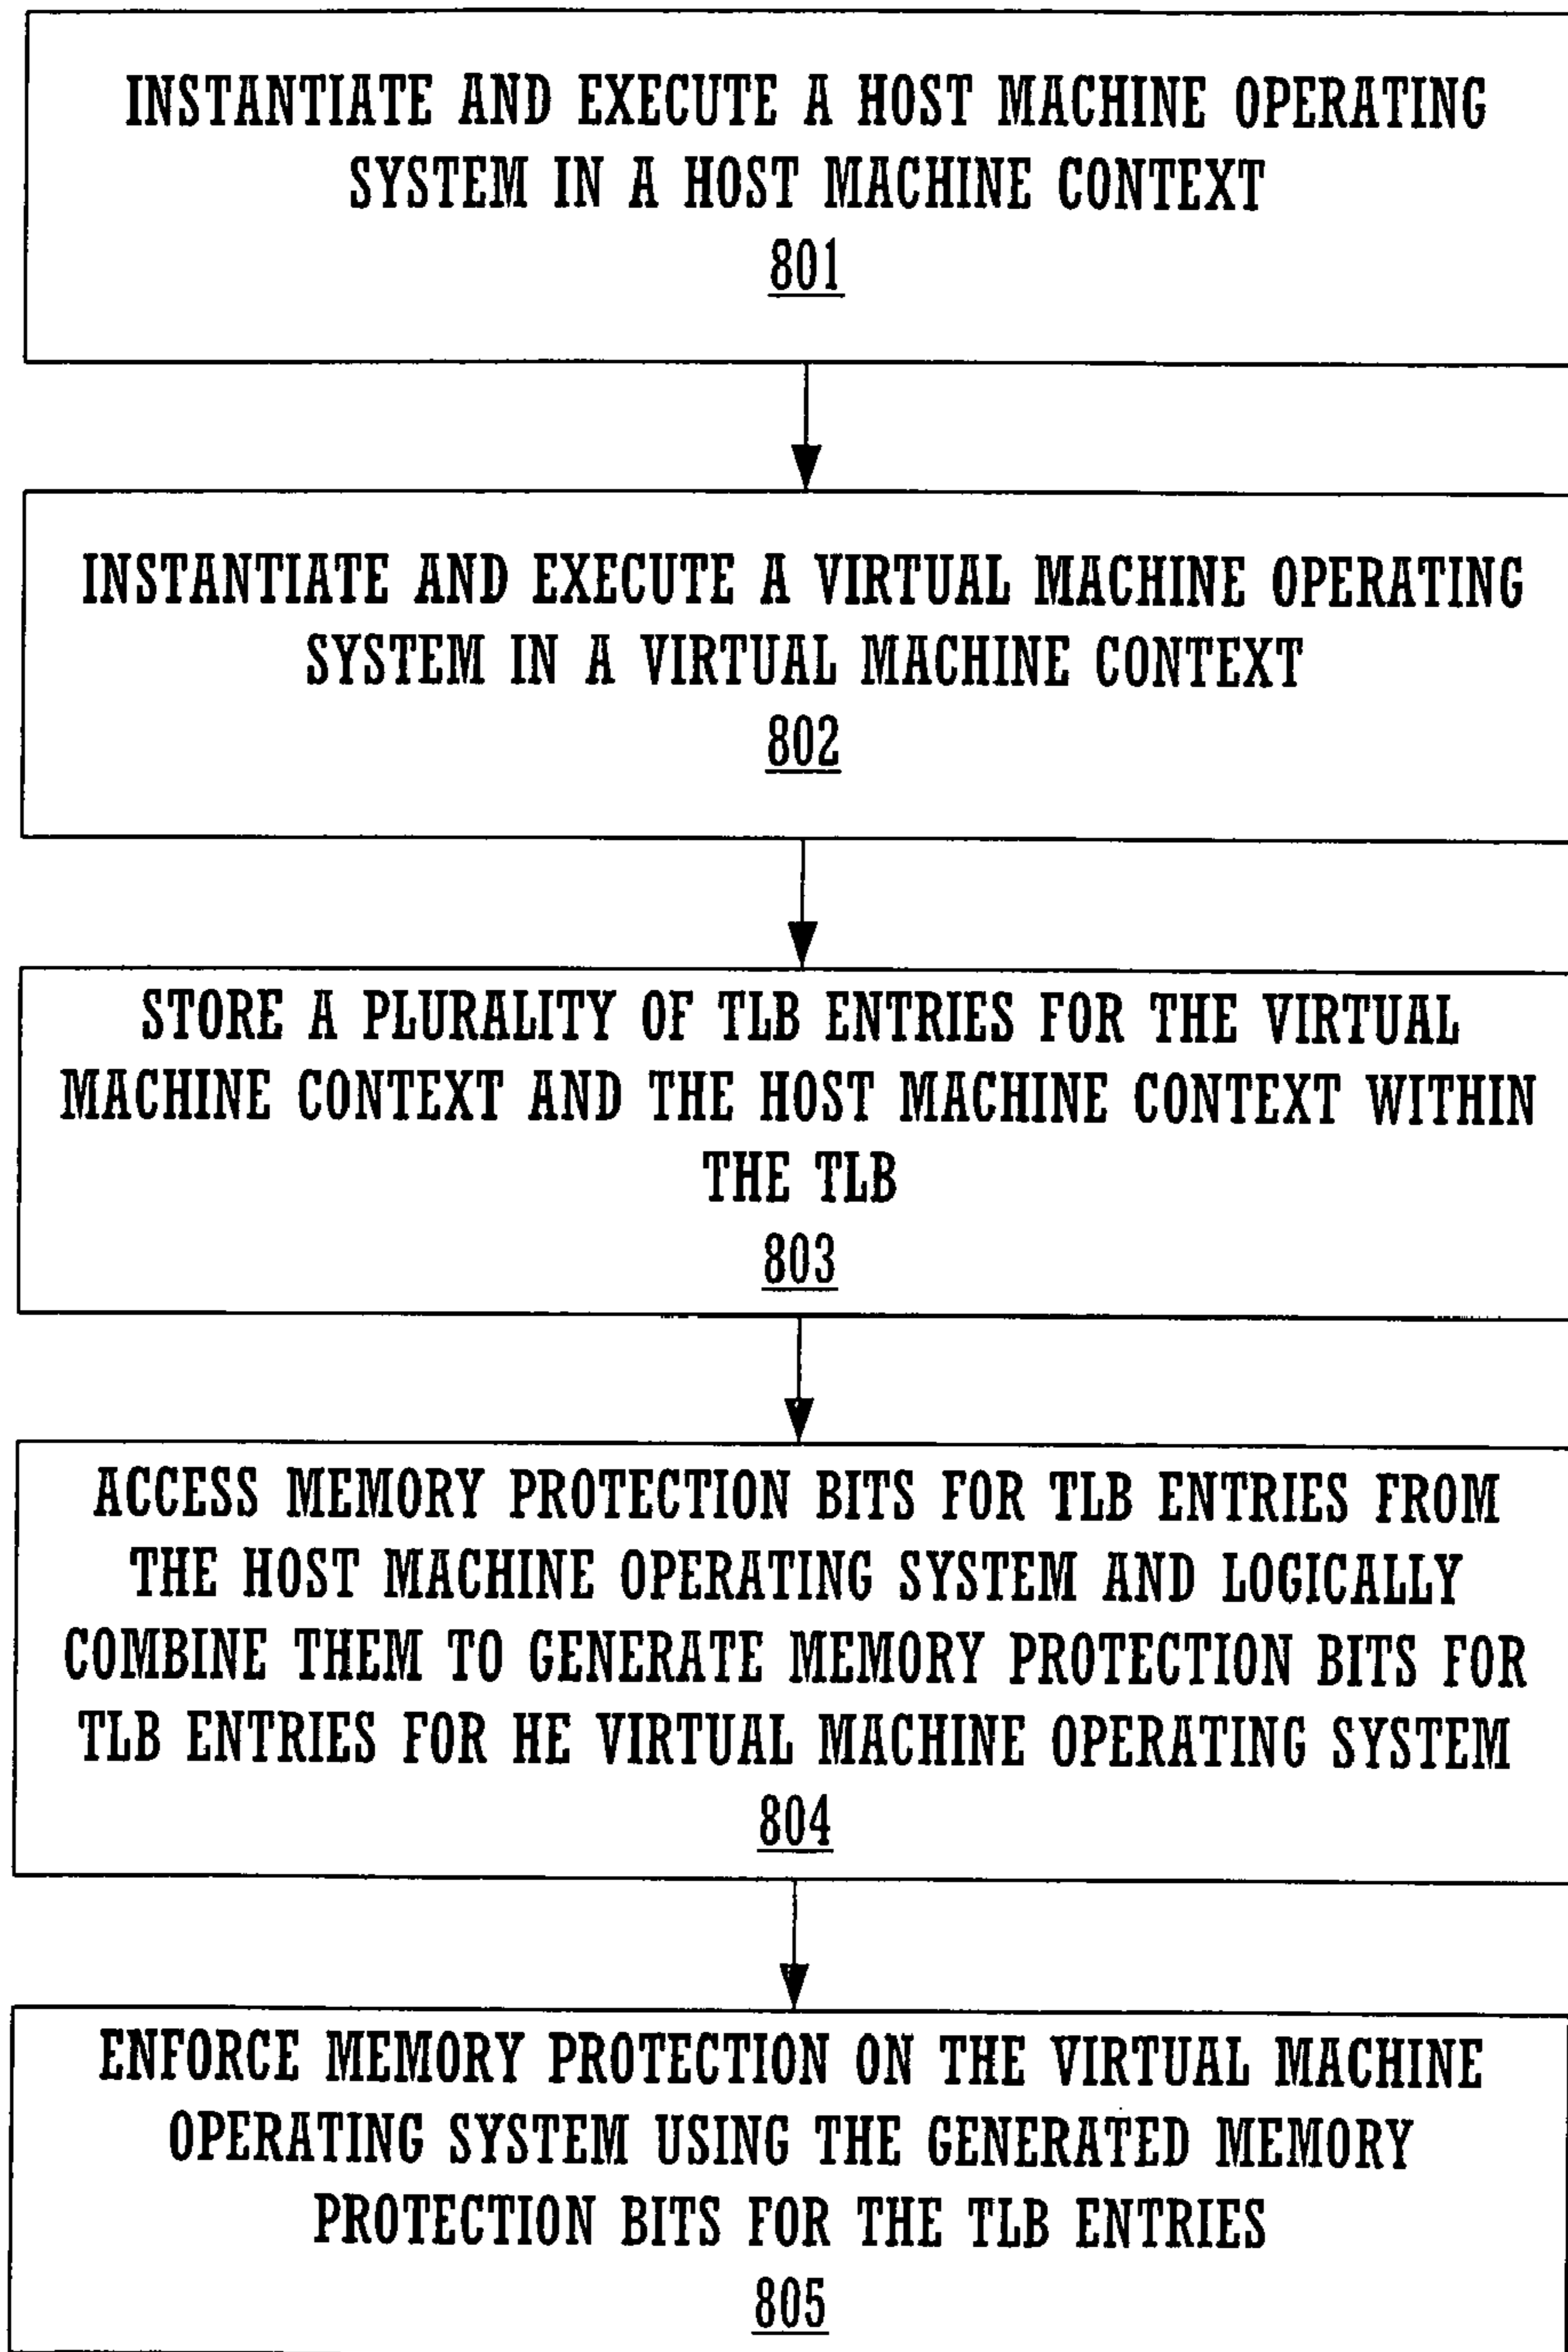 INSTANTIATE AND EXECUTE A HOST MACHINE OPERATING
SYSTEM IN A HOST MACHINE CONTEXT
801
INSTANTIATE AND EXECUTE A VIRTUAL MACHINE OPERATING
SYSTEM IN A VIRTUAL MACHINE CONTEXT
802
STORE A PLURALITY OF TLB ENTRIES FOR THE VIRTUAL
MACHINE CONTEXT AND THE HOST MACHINE CONTEXT WITHIN
THE TLB
803
ACCESS MEMORY PROTECTION BITS FOR TLB ENTRIES FROM
THE HOST MACHINE OPERATING SYSTEM AND LOGICALLY
COMBINE THEM TO GENERATE MEMORY PROTECTION BITS FOR
TLB ENTRIES FOR HE VIRTUAL MACHINE OPERATING SYSTEM
804
ENFORCE MEMORY PROTECTION ON THE VIRTUAL MACHINE
OPERATING SYSTEM USING THE GENERATED MEMORY
PROTECTION BITS FOR THE TLB ENTRIES
805